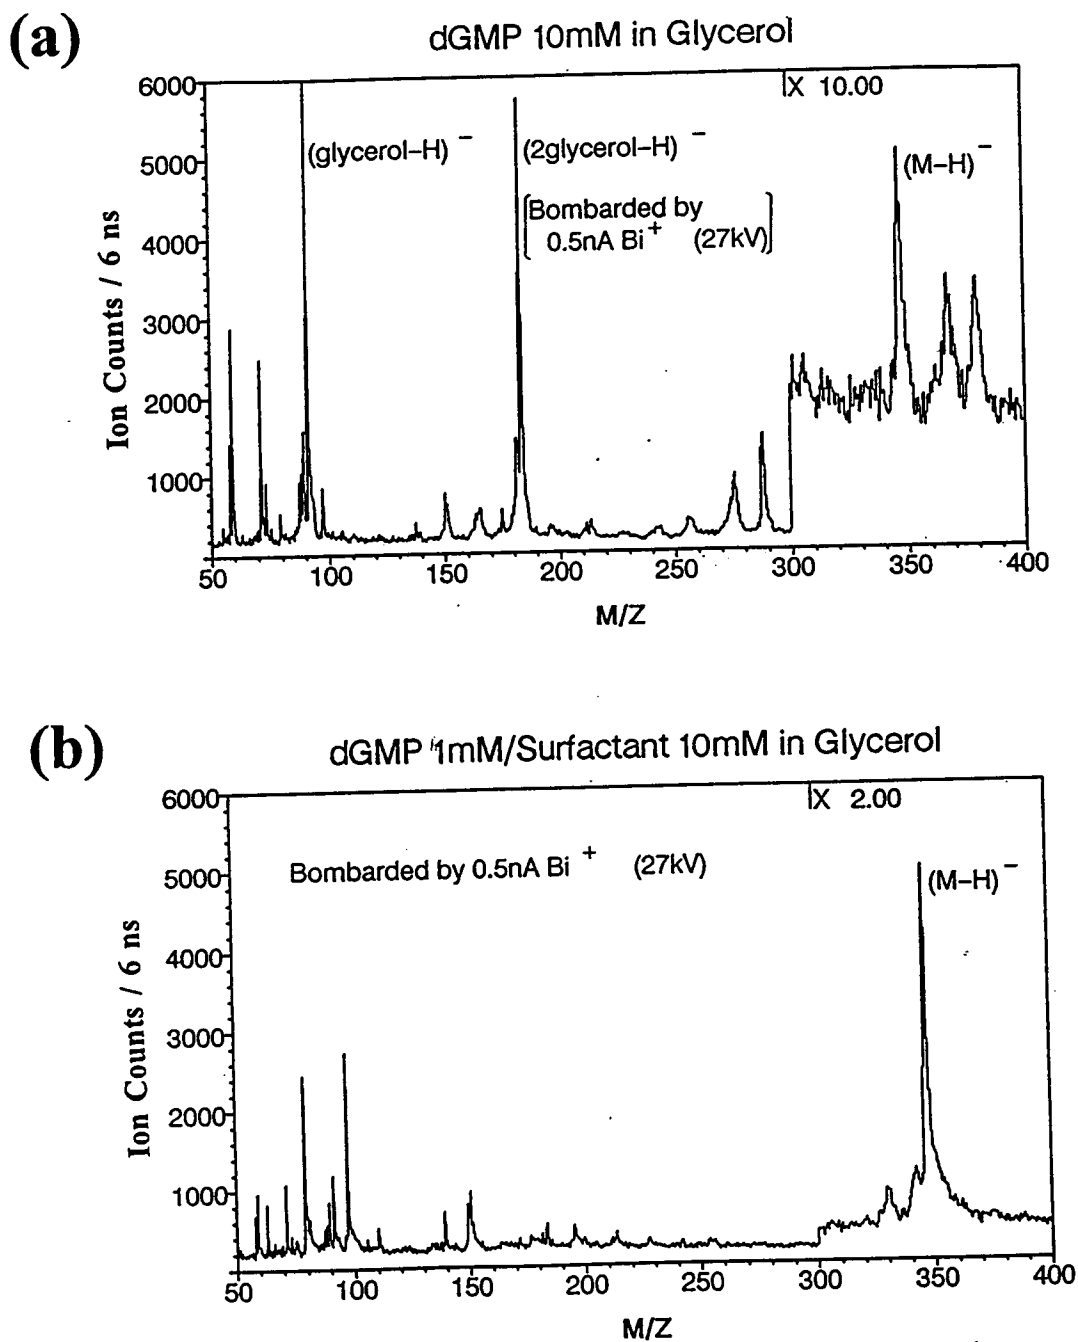 (a)
dGMP 10mM in Glycerol
X 10.00
(glycerol–H) –
(2glycerol–H) –
(M–H) –
[Bombarded by
0.5nA Bi + (27kV)]
Ion Counts / 6 ns
6000
5000
4000
3000
2000
1000
50 100 150 200 250 300 350 400
M/Z
(b)
dGMP 1mM/Surfactant 10mM in Glycerol
X 2.00
Bombarded by 0.5nA Bi + (27kV)
(M–H) –
Ion Counts / 6 ns
6000
5000
4000
3000
2000
1000
50 100 150 200 250 300 350 400
M/Z